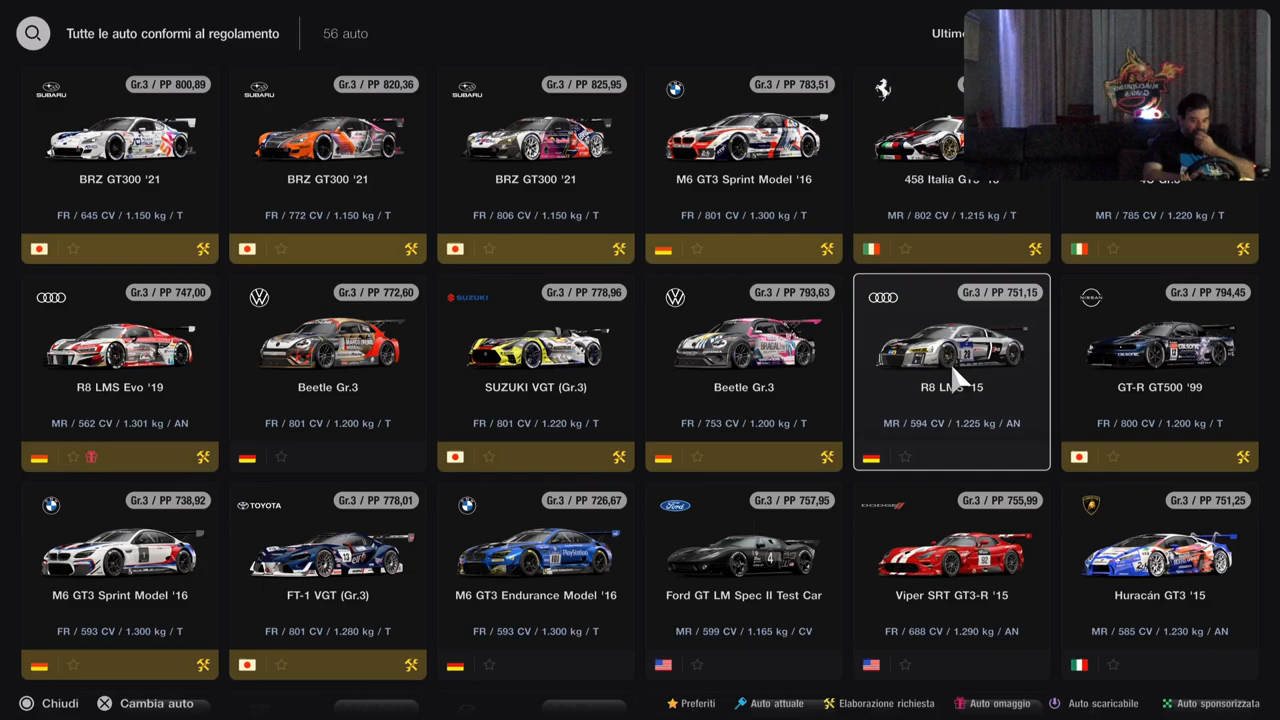 Tutte le auto conformi al regolamento
56 auto
Ultime
SUBARU
Gr.3 / PP 800,89
BRZ GT300 '21
FR / 645 CV / 1.150 kg / T
SUBARU
Gr.3 / PP 820,36
BRZ GT300 '21
FR / 772 CV / 1.150 kg / T
SUBARU
Gr.3 / PP 825,95
BRZ GT300 '21
FR / 806 CV / 1.150 kg / T
Gr.3 / PP 783,51
M6 GT3 Sprint Model '16
FR / 801 CV / 1.300 kg / T
458 Italia
MR / 802 CV / 1.215 kg / T
MR / 785 CV / 1.220 kg / T
Gr.3 / PP 747,00
R8 LMS Evo '19
MR / 562 CV / 1.301 kg / AN
Gr.3 / PP 772,60
Beetle Gr.3
FR / 801 CV / 1.200 kg / T
SUZUKI
Gr.3 / PP 778,96
SUZUKI VGT (Gr.3)
FR / 801 CV / 1.220 kg / T
Gr.3 / PP 793,63
Beetle Gr.3
FR / 753 CV / 1.200 kg / T
Gr.3 / PP 751,15
R8 LMS '15
MR / 594 CV / 1.225 kg / AN
NISSAN
Gr.3 / PP 794,45
GT-R GT500 '99
FR / 800 CV / 1.200 kg / T
Gr.3 / PP 738,92
M6 GT3 Sprint Model '16
FR / 593 CV / 1.300 kg / T
TOYOTA
Gr.3 / PP 778,01
FT-1 VGT (Gr.3)
FR / 801 CV / 1.280 kg / T
Gr.3 / PP 726,67
M6 GT3 Endurance Model '16
FR / 593 CV / 1.300 kg / T
Ford
Gr.3 / PP 757,95
Ford GT LM Spec II Test Car
MR / 599 CV / 1.165 kg / CV
DODGE
Gr.3 / PP 755,99
Viper SRT GT3-R '15
FR / 688 CV / 1.290 kg / AN
Gr.3 / PP 751,25
Huracán GT3 '15
MR / 585 CV / 1.230 kg / AN
Chiudi
Cambia auto
Preferiti
Auto attuale
Elaborazione richiesta
Auto omaggio
Auto scaricabile
Auto sponsorizzata